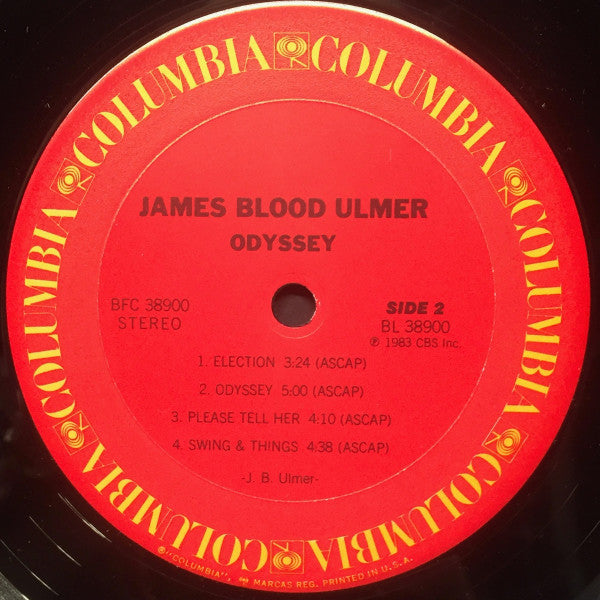 COLUMBIA COLUMBIA COLUMBIA COLUMBIA COLUMBIA COLUMBIA
JAMES BLOOD ULMER
ODYSSEY
BFC 38900
STEREO
SIDE 2
BL 38900
℗ 1983 CBS Inc.
1. ELECTION 3:24 (ASCAP)
2. ODYSSEY 5:00 (ASCAP)
3. PLEASE TELL HER 4:10 (ASCAP)
4. SWING & THINGS 4:38 (ASCAP)
-J. B. Ulmer-
® "COLUMBIA", MARCAS REG. PRINTED IN U.S.A.